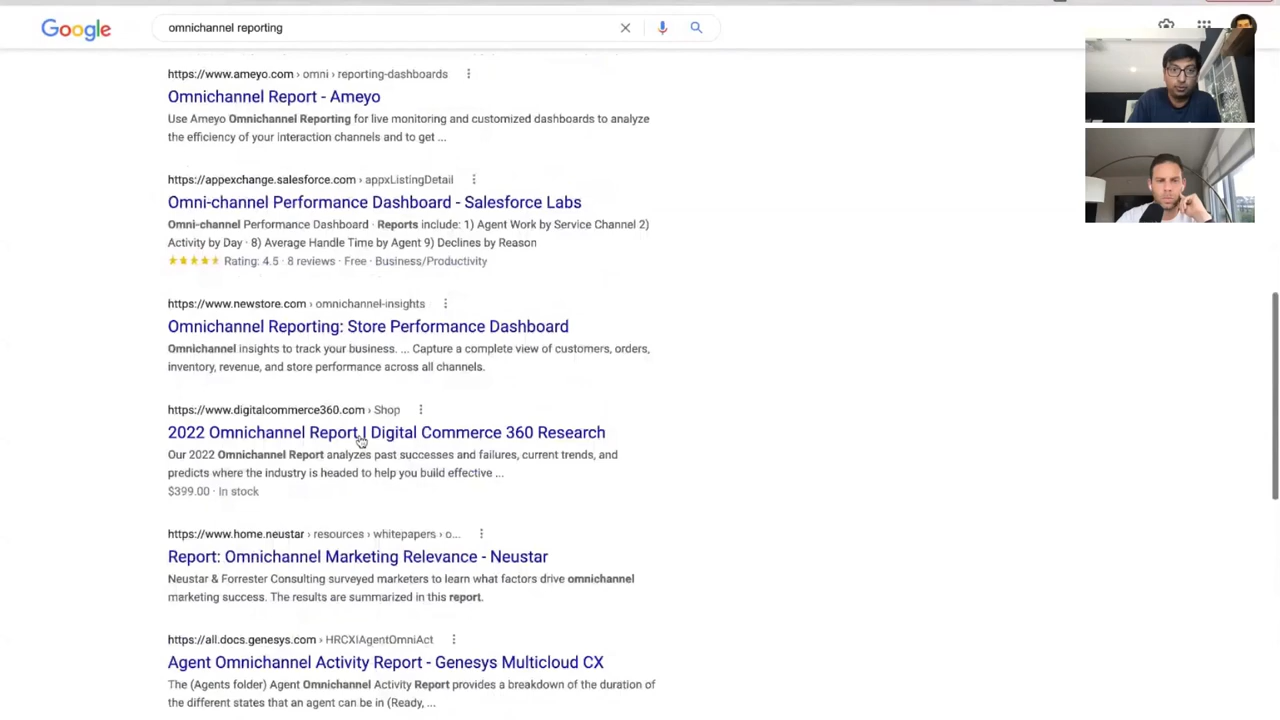 Google
omnichannel reporting
https://www.ameyo.com › omni › reporting-dashboards
Omnichannel Report - Ameyo
Use Ameyo Omnichannel Reporting for live monitoring and customized dashboards to analyze
the efficiency of your interaction channels and to get ...
https://appexchange.salesforce.com › appxListingDetail
Omni-channel Performance Dashboard - Salesforce Labs
Omni-channel Performance Dashboard · Reports include: 1) Agent Work by Service Channel 2)
Activity by Day · 8) Average Handle Time by Agent 9) Declines by Reason
Rating: 4.5 · 8 reviews · Free · Business/Productivity
https://www.newstore.com › omnichannel-insights
Omnichannel Reporting: Store Performance Dashboard
Omnichannel insights to track your business. ... Capture a complete view of customers, orders,
inventory, revenue, and store performance across all channels.
https://www.digitalcommerce360.com › Shop
2022 Omnichannel Report | Digital Commerce 360 Research
Our 2022 Omnichannel Report analyzes past successes and failures, current trends, and
predicts where the industry is headed to help you build effective ...
$399.00 · In stock
https://www.home.neustar › resources › whitepapers › o...
Report: Omnichannel Marketing Relevance - Neustar
Neustar & Forrester Consulting surveyed marketers to learn what factors drive omnichannel
marketing success. The results are summarized in this report.
https://all.docs.genesys.com › HRCXIAgentOmniAct
Agent Omnichannel Activity Report - Genesys Multicloud CX
The (Agents folder) Agent Omnichannel Activity Report provides a breakdown of the duration of
the different states that an agent can be in (Ready, ...